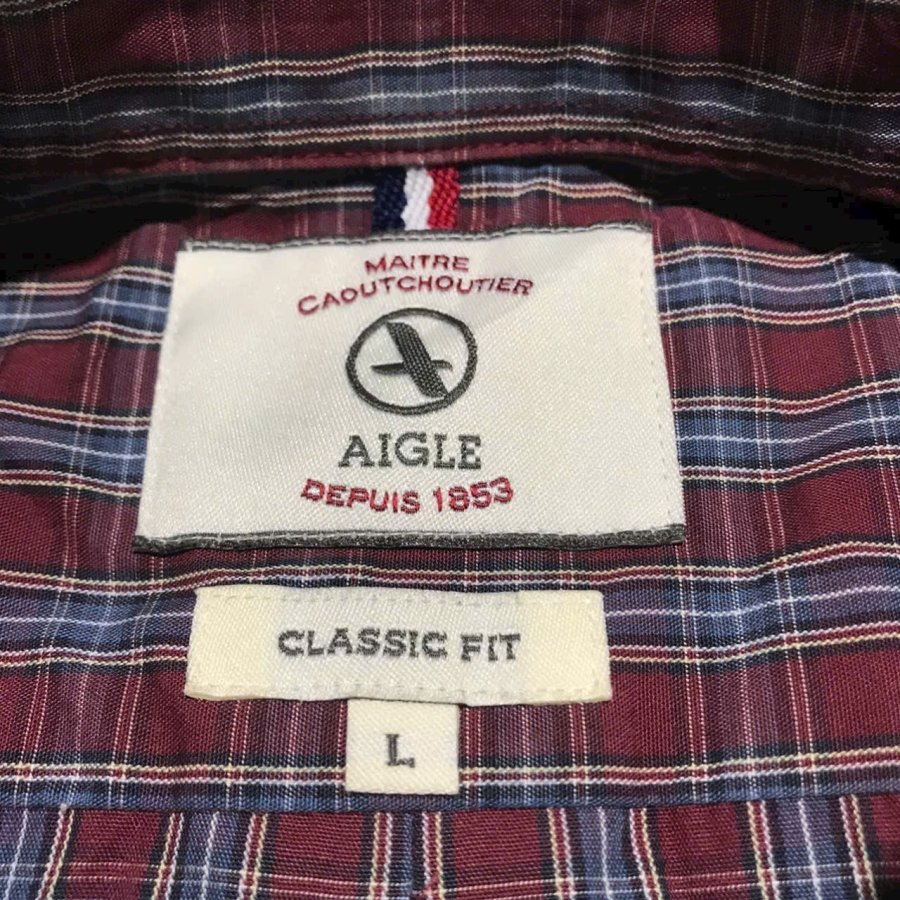 MAITRE
CAOUTCHOUTIER
AIGLE
DEPUIS 1853
CLASSIC FIT
L